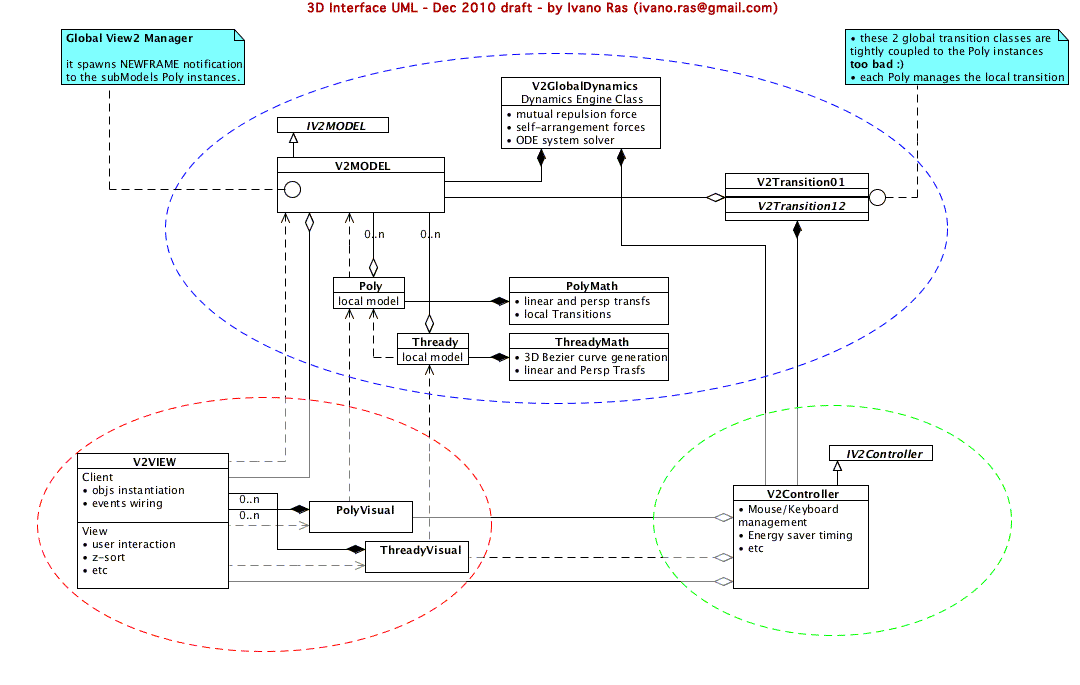 3D Interface UML - Dec 2010 draft - by Ivano Ras (ivano.ras@gmail.com)
Global View2 Manager
it spawns NEWFRAME notification
to the subModels Poly instances.
• these 2 global transition classes are
tightly coupled to the Poly instances
too bad :)
• each Poly manages the local transition
V2GlobalDynamics
Dynamics Engine Class
• mutual repulsion force
• self-arrangement forces
• ODE system solver
IV2MODEL
V2MODEL
V2Transition01
V2Transition12
0..n
0..n
Poly
local model
PolyMath
• linear and persp transfs
• local Transitions
Thready
local model
ThreadyMath
• 3D Bezier curve generation
• linear and Persp Trasfs
V2VIEW
Client
• objs instantiation
• events wiring
View
• user interaction
• z-sort
• etc
0..n
0..n
PolyVisual
ThreadyVisual
IV2Controller
V2Controller
• Mouse/Keyboard
management
• Energy saver timing
• etc